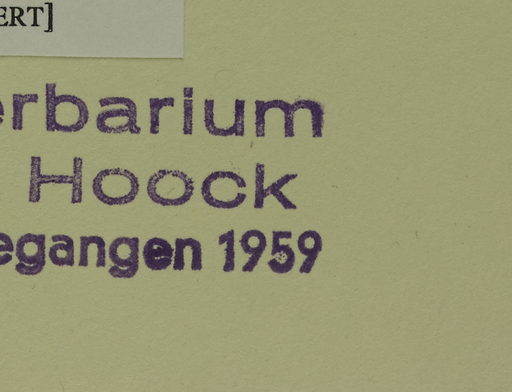 ERT]
erbarium
Hoock
egangen 1959